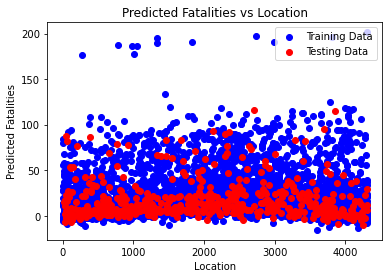 Predicted Fatalities vs Location
Training Data
Testing Data
200
150
100
50
0
Predicted Fatalities
0 1000 2000 3000 4000
Location